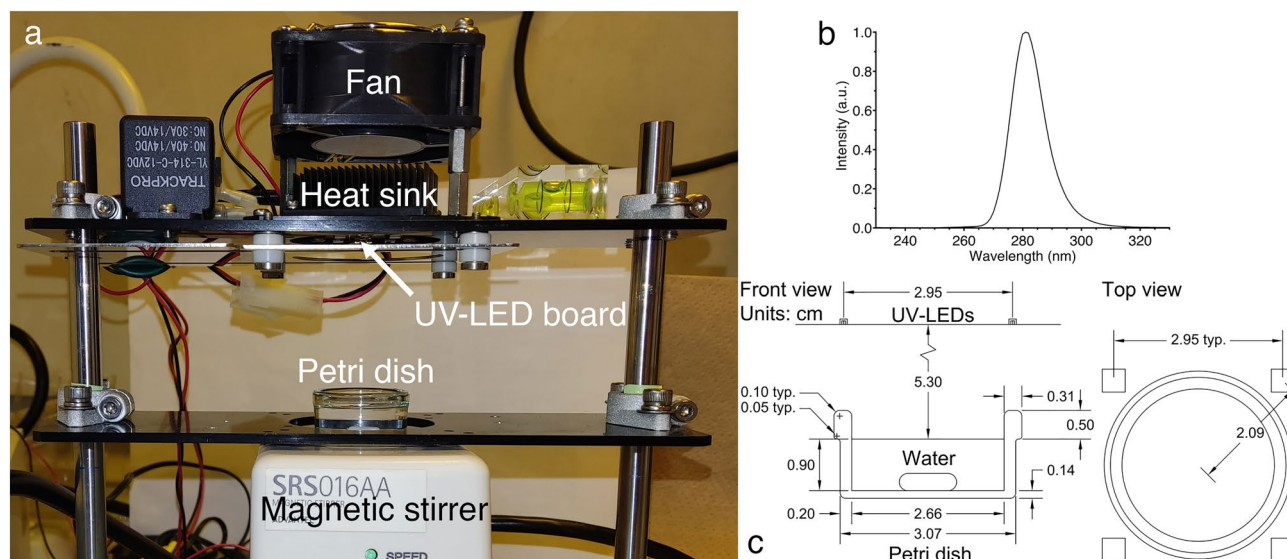 a
Fan
TRACKPRO
YL-314-C-12VDC
NO:40A/14VDC
NC:30A/14VDC
Heat sink
UV-LED board
Petri dish
SRS016AA
MAGNETIC STIRRER
Magnetic stirrer
SPEED
b
Intensity (a.u.)
1.0
0.8
0.6
0.4
0.2
0.0
240 260 280 300 320
Wavelength (nm)
Front view
Units: cm
2.95
UV-LEDs
5.30
0.10 typ.
0.05 typ.
0.31
0.50
0.90
Water
0.14
0.20
2.66
3.07
Petri dish
c
Top view
2.95 typ.
2.09